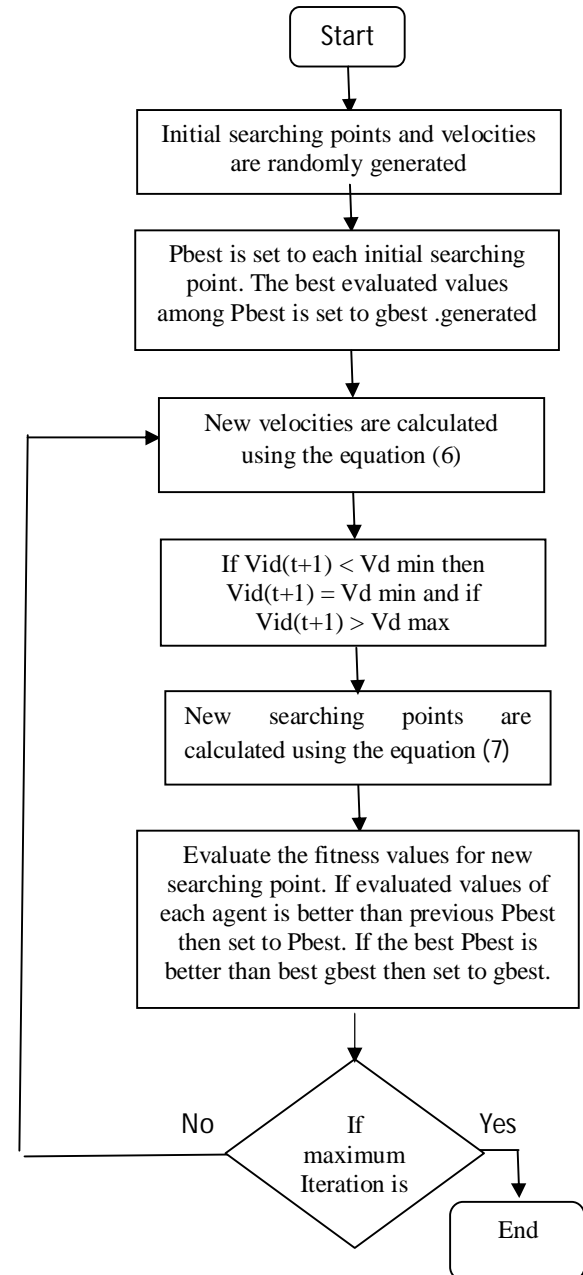 Start
Initial searching points and velocities
are randomly generated
Pbest is set to each initial searching
point. The best evaluated values
among Pbest is set to gbest .generated
New velocities are calculated
using the equation (6)
If Vid(t+1) < Vd min then
Vid(t+1) = Vd min and if
Vid(t+1) > Vd max
New searching points are
calculated using the equation (7)
Evaluate the fitness values for new
searching point. If evaluated values of
each agent is better than previous Pbest
then set to Pbest. If the best Pbest is
better than best gbest then set to gbest.
No
If
maximum
Iteration is
Yes
End